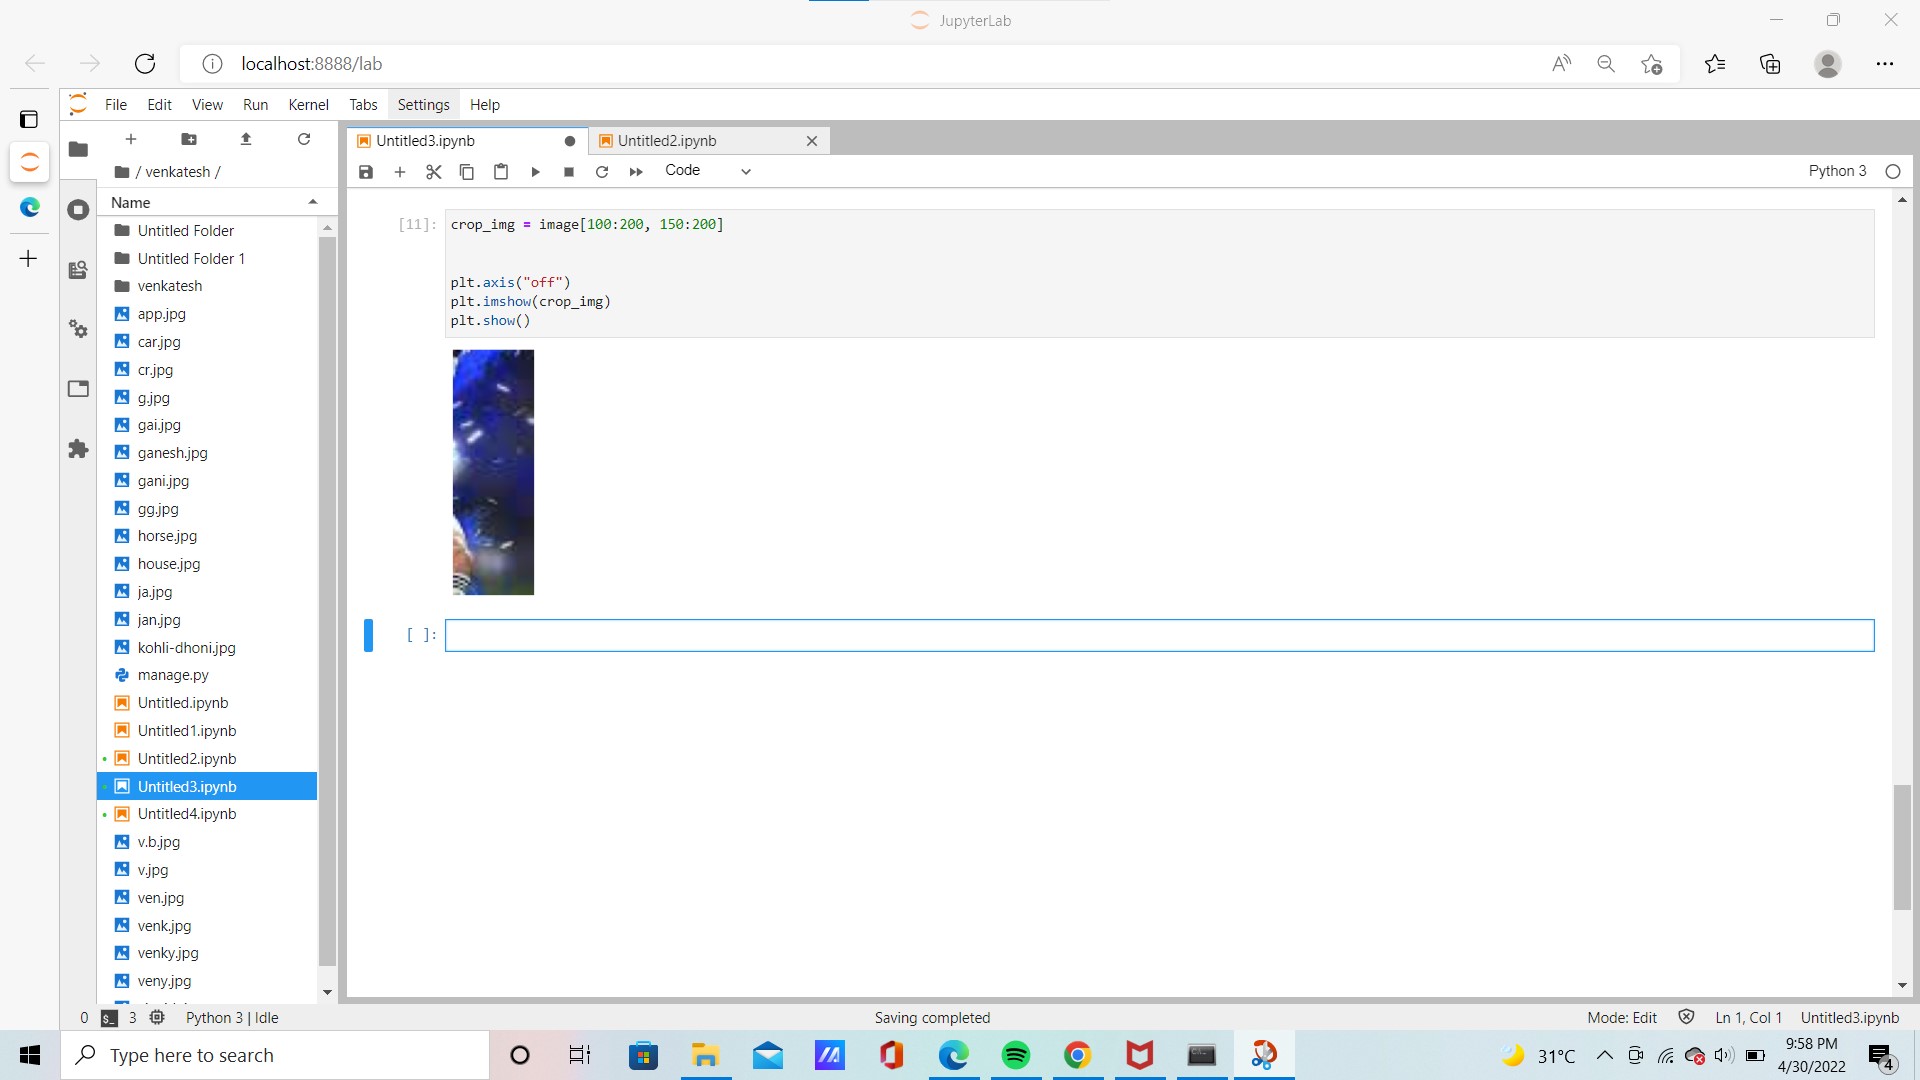 JupyterLab
localhost:8888/lab
File Edit View Run Kernel Tabs Settings Help
Untitled3.ipynb
Untitled2.ipynb
/ venkatesh /
Code
Python 3
Name
Untitled Folder
Untitled Folder 1
venkatesh
app.jpg
car.jpg
cr.jpg
g.jpg
gai.jpg
ganesh.jpg
gani.jpg
gg.jpg
horse.jpg
house.jpg
ja.jpg
jan.jpg
kohli-dhoni.jpg
manage.py
Untitled.ipynb
Untitled1.ipynb
Untitled2.ipynb
Untitled3.ipynb
Untitled4.ipynb
v.b.jpg
v.jpg
ven.jpg
venk.jpg
venky.jpg
veny.jpg
[11]:
crop_img = image[100:200, 150:200]
plt.axis("off")
plt.imshow(crop_img)
plt.show()
[ ]:
0 3 Python 3 | Idle
Saving completed
Mode: Edit Ln 1, Col 1 Untitled3.ipynb
Type here to search
31°C
9:58 PM
4/30/2022
4